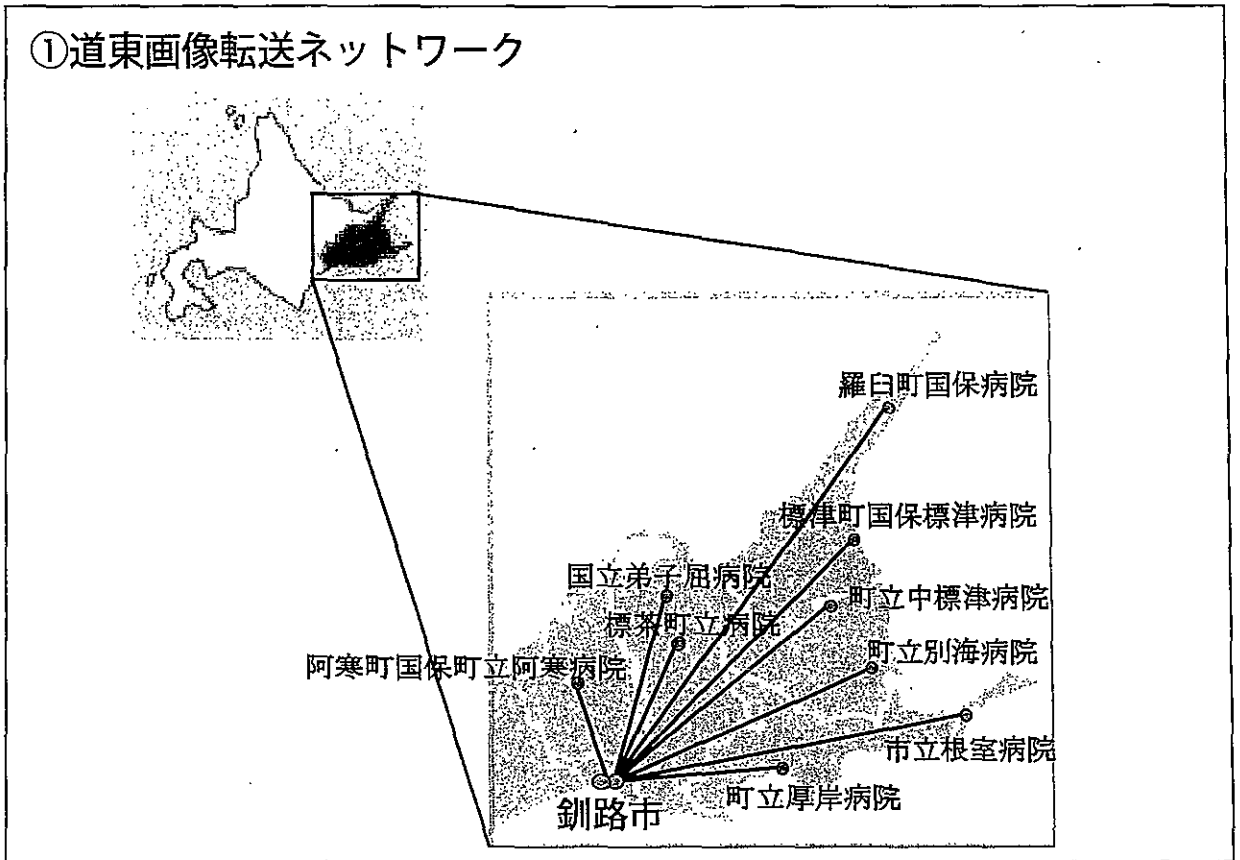 ①道東画像転送ネットワーク
羅臼町国保病院
標津町国保標津病院
国立弟子屈病院
町立中標津病院
標茶町立病院
町立別海病院
阿寒町国保町立阿寒病院
市立根室病院
町立厚岸病院
釧路市